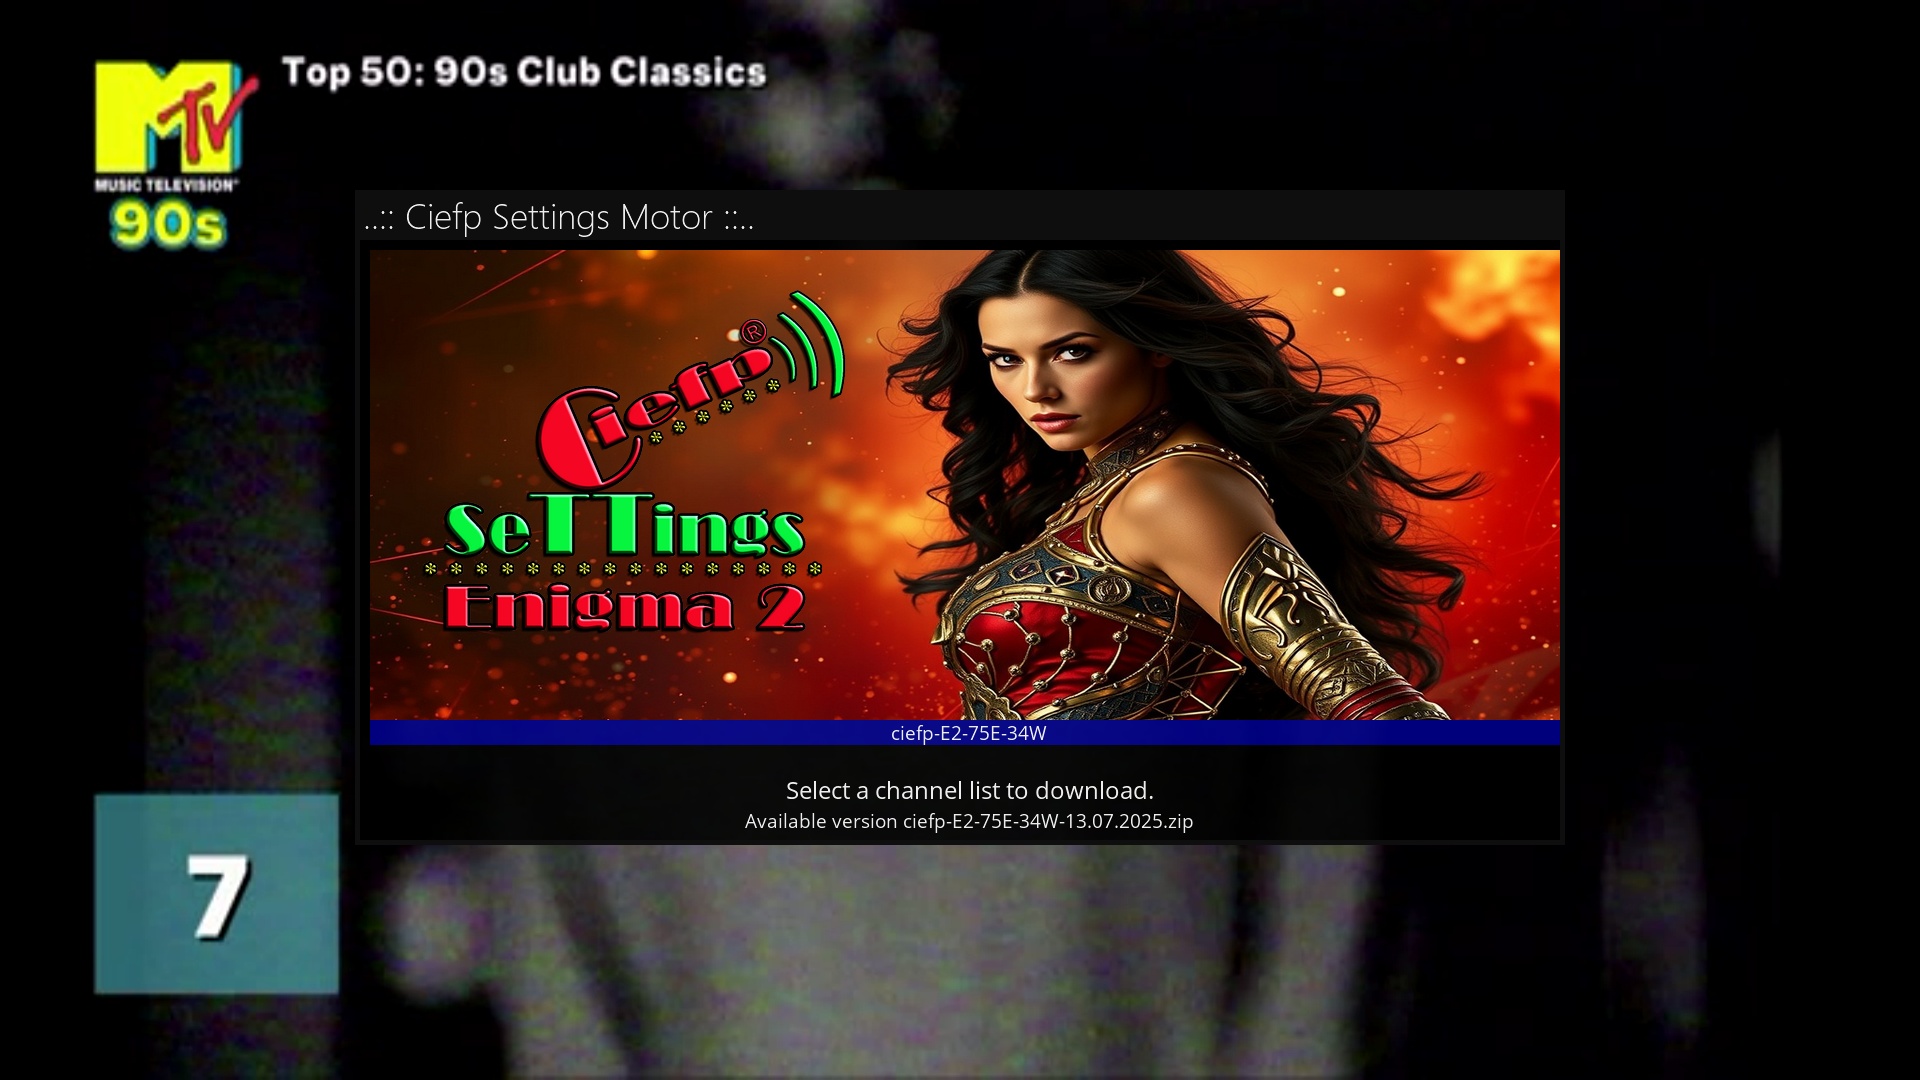 Top 50: 90s Club Classics
MTV
MUSIC TELEVISION
90s
..:: Ciefp Settings Motor ::..
Ciefp®
SeTTings
Enigma 2
ciefp-E2-75E-34W
Select a channel list to download.
Available version ciefp-E2-75E-34W-13.07.2025.zip
7